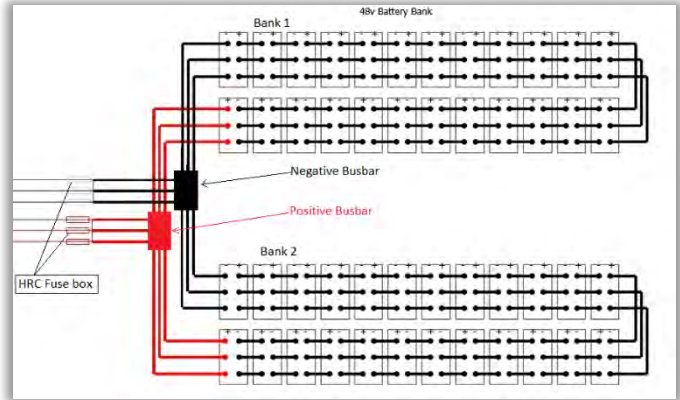 48v Battery Bank
Bank 1
Negative Busbar
Positive Busbar
HRC Fuse box
Bank 2